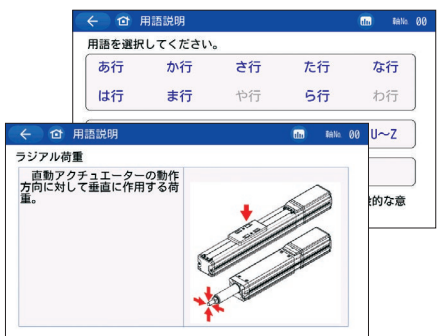 用語説明
軸No. 00
用語を選択してください。
あ行 か行 さ行 た行 な行
は行 ま行 や行 ら行 わ行
U～Z
的な意
用語説明
軸No. 00
ラジアル荷重
直動アクチュエーターの動作
方向に対して垂直に作用する荷
重。